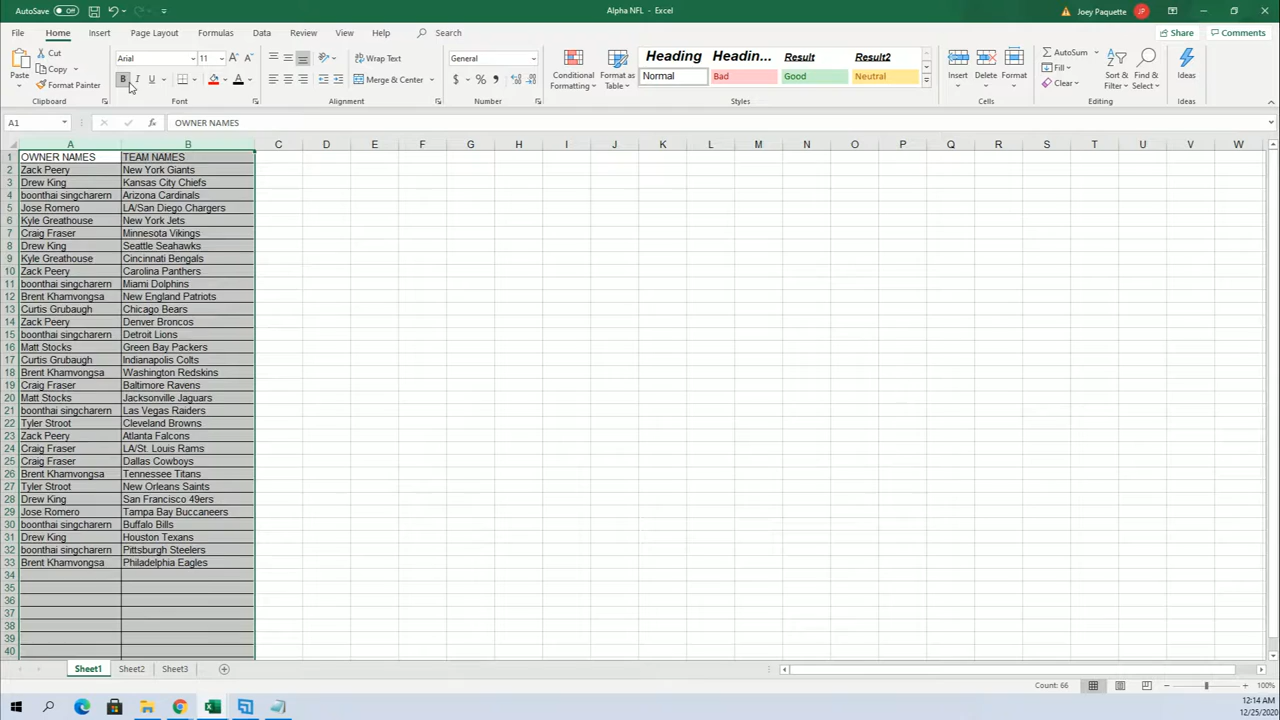 AutoSave Off Alpha NFL - Excel Joey Paquette JP
File Home Insert Page Layout Formulas Data Review View Help Search Share Comments
Paste Cut Copy Format Painter Clipboard
Arial 11 A A B I U A Font
Wrap Text Merge & Center Alignment
General $ % , Number
Conditional Formatting Format as Table
Heading Headin... Result Result2
Normal Bad Good Neutral
Styles
Insert Delete Format Cells
AutoSum Fill Clear Sort & Filter Find & Select Editing
Ideas Ideas
A1 fx OWNER NAMES
A B C D E F G H I J K L M N O P Q R S T U V W
1 OWNER NAMES TEAM NAMES
2 Zack Peery New York Giants
3 Drew King Kansas City Chiefs
4 boonthai singcharern Arizona Cardinals
5 Jose Romero LA/San Diego Chargers
6 Kyle Greathouse New York Jets
7 Craig Fraser Minnesota Vikings
8 Drew King Seattle Seahawks
9 Kyle Greathouse Cincinnati Bengals
10 Zack Peery Carolina Panthers
11 boonthai singcharern Miami Dolphins
12 Brent Khamvongsa New England Patriots
13 Curtis Grubaugh Chicago Bears
14 Zack Peery Denver Broncos
15 boonthai singcharern Detroit Lions
16 Matt Stocks Green Bay Packers
17 Curtis Grubaugh Indianapolis Colts
18 Brent Khamvongsa Washington Redskins
19 Craig Fraser Baltimore Ravens
20 Matt Stocks Jacksonville Jaguars
21 boonthai singcharern Las Vegas Raiders
22 Tyler Stroot Cleveland Browns
23 Zack Peery Atlanta Falcons
24 Craig Fraser LA/St. Louis Rams
25 Craig Fraser Dallas Cowboys
26 Brent Khamvongsa Tennessee Titans
27 Tyler Stroot New Orleans Saints
28 Drew King San Francisco 49ers
29 Jose Romero Tampa Bay Buccaneers
30 boonthai singcharern Buffalo Bills
31 Drew King Houston Texans
32 boonthai singcharern Pittsburgh Steelers
33 Brent Khamvongsa Philadelphia Eagles
34
35
36
37
38
39
40
Sheet1 Sheet2 Sheet3
Count: 66 100%
12:14 AM
12/25/2020